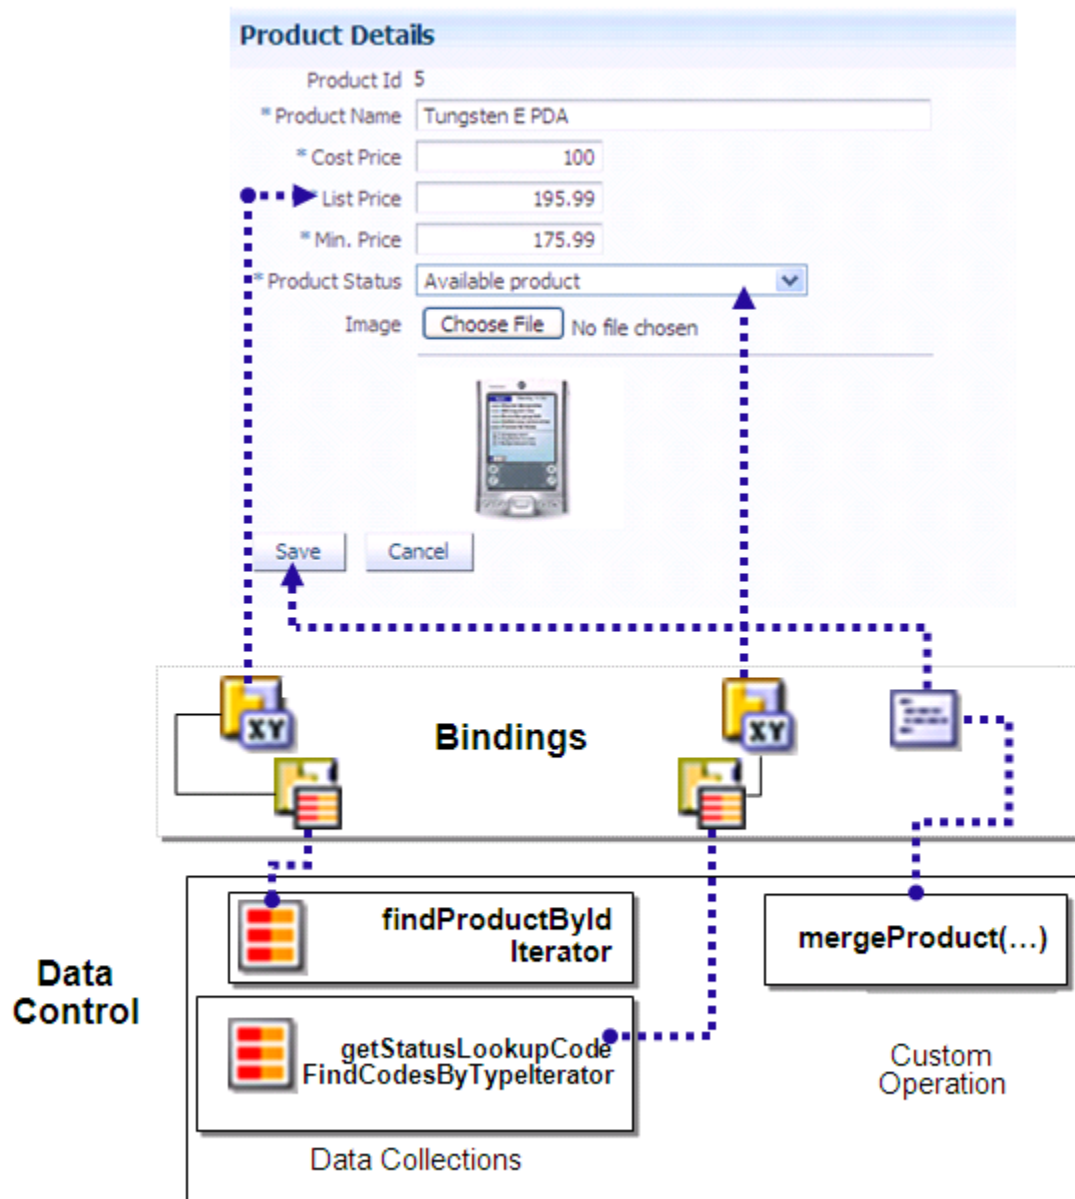 Product Details
Product Id 5
* Product Name Tungsten E PDA
* Cost Price 100
* List Price 195.99
* Min. Price 175.99
* Product Status Available product
Image Choose File No file chosen
Save Cancel
XY XY
Bindings
findProductById
Iterator
mergeProduct(...)
Data
Control
getStatusLookupCode
FindCodesByTypeIterator
Custom
Operation
Data Collections